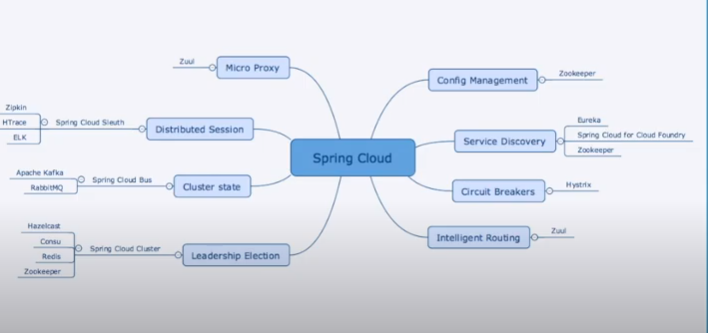 Zuul
Micro Proxy
Zipkin
HTrace
ELK
Spring Cloud Sleuth
Distributed Session
Apache Kafka
RabbitMQ
Spring Cloud Bus
Cluster state
Hazelcast
Consu
Redis
Zookeeper
Spring Cloud Cluster
Leadership Election
Spring Cloud
Config Management
Zookeeper
Service Discovery
Eureka
Spring Cloud for Cloud Foundry
Zookeeper
Circuit Breakers
Hystrix
Intelligent Routing
Zuul